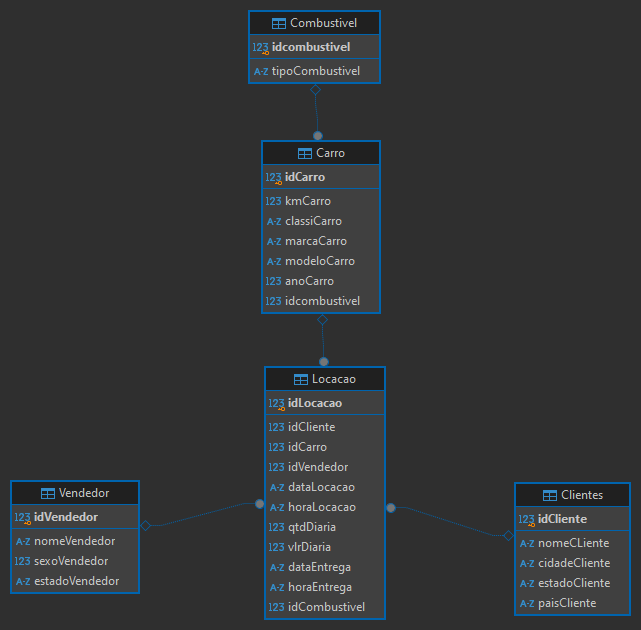 Combustivel
123 idcombustivel
A-Z tipoCombustivel
Carro
123 idCarro
123 kmCarro
A-Z classiCarro
A-Z marcaCarro
A-Z modeloCarro
123 anoCarro
123 idcombustivel
Locacao
123 idLocacao
123 idCliente
123 idCarro
123 idVendedor
A-Z dataLocacao
A-Z horaLocacao
123 qtdDiaria
123 vlrDiaria
A-Z dataEntrega
A-Z horaEntrega
123 idCombustivel
Vendedor
123 idVendedor
A-Z nomeVendedor
123 sexoVendedor
A-Z estadoVendedor
Clientes
123 idCliente
A-Z nomeCLiente
A-Z cidadeCliente
A-Z estadoCliente
A-Z paisCliente